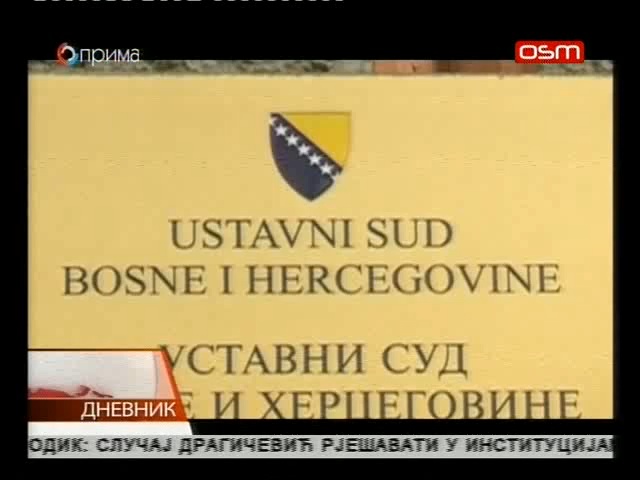 прима
OSM
USTAVNI SUD
BOSNE I HERCEGOVINE
УСТАВНИ СУД
Е И ХЕРЦЕГОВИНЕ
ДНЕВНИК
ОДИК: СЛУЧАЈ ДРАГИЧЕВИЋ РЈЕШАВАТИ У ИНСТИТУЦИЈАМ